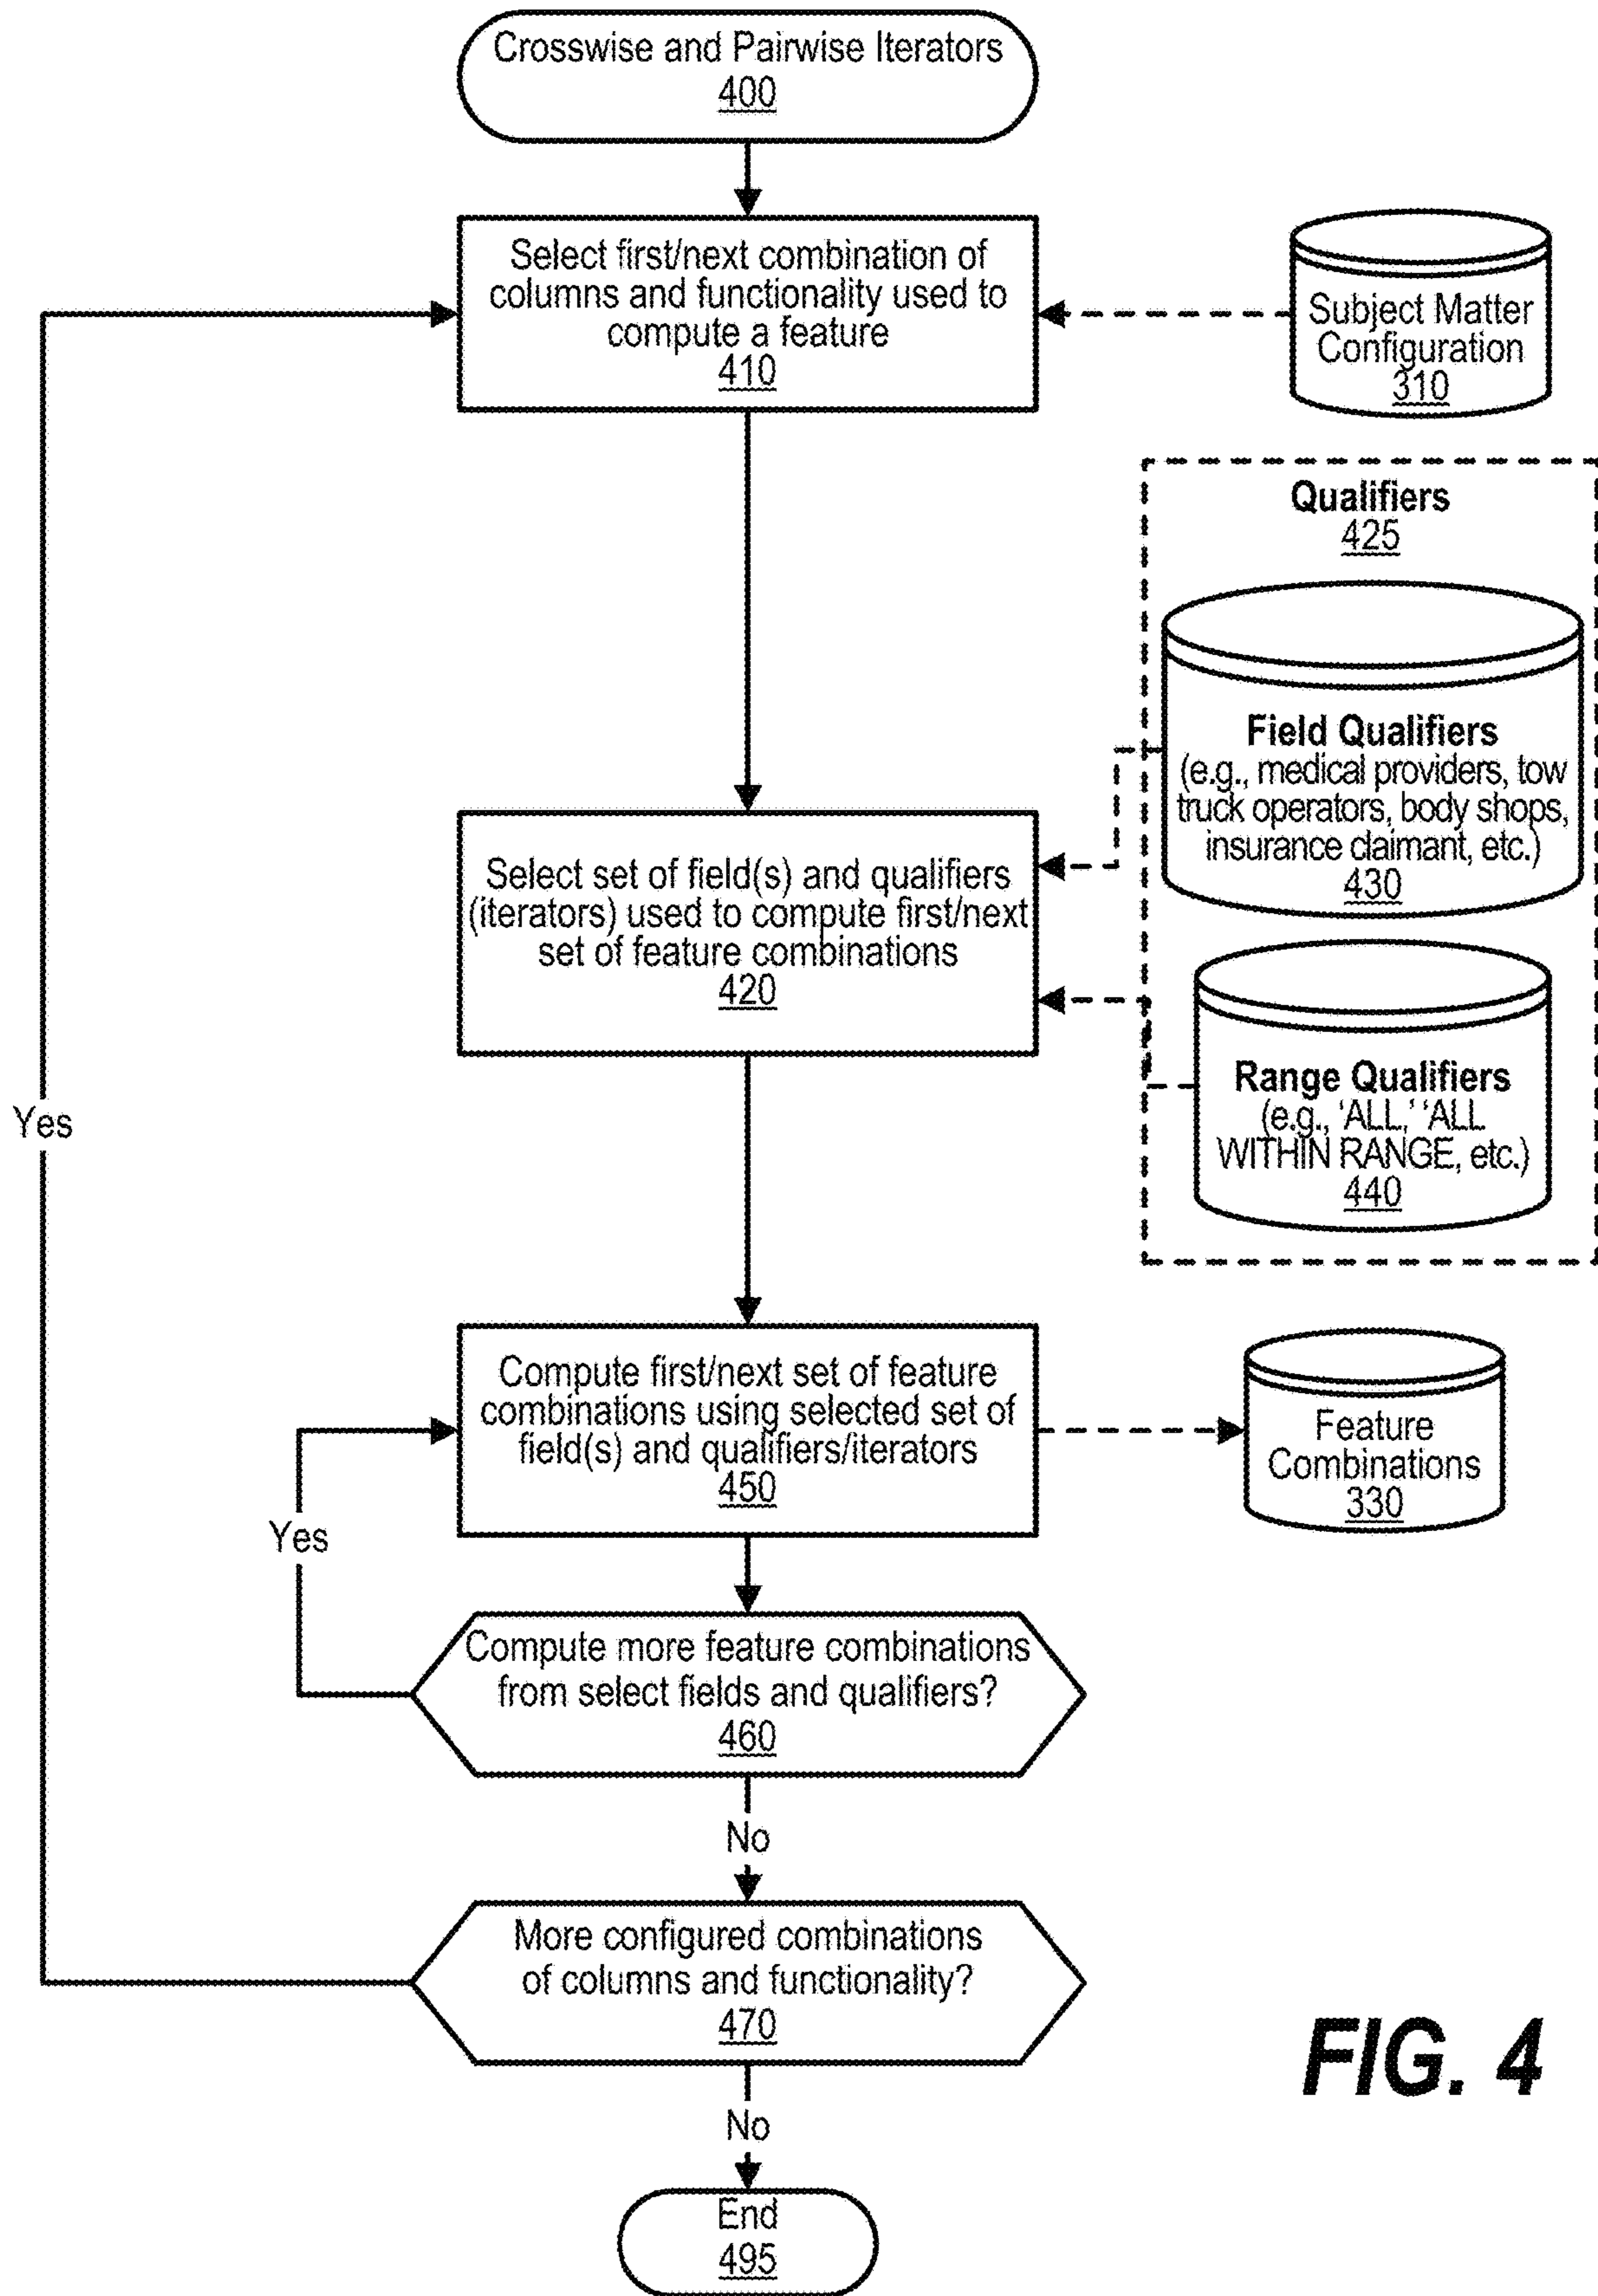 Crosswise and Pairwise Iterators
400
Select first/next combination of
columns and functionality used to
compute a feature
410
Subject Matter
Configuration
310
Qualifiers
425
Field Qualifiers
(e.g., medical providers, tow
truck operators, body shops,
insurance claimant, etc.)
430
Select set of field(s) and qualifiers
(iterators) used to compute first/next
set of feature combinations
420
Range Qualifiers
(e.g., 'ALL,' 'ALL
WITHIN RANGE, etc.)
440
Yes
Compute first/next set of feature
combinations using selected set of
field(s) and qualifiers/iterators
450
Feature
Combinations
330
Yes
Compute more feature combinations
from select fields and qualifiers?
460
No
More configured combinations
of columns and functionality?
470
No
End
495
FIG. 4